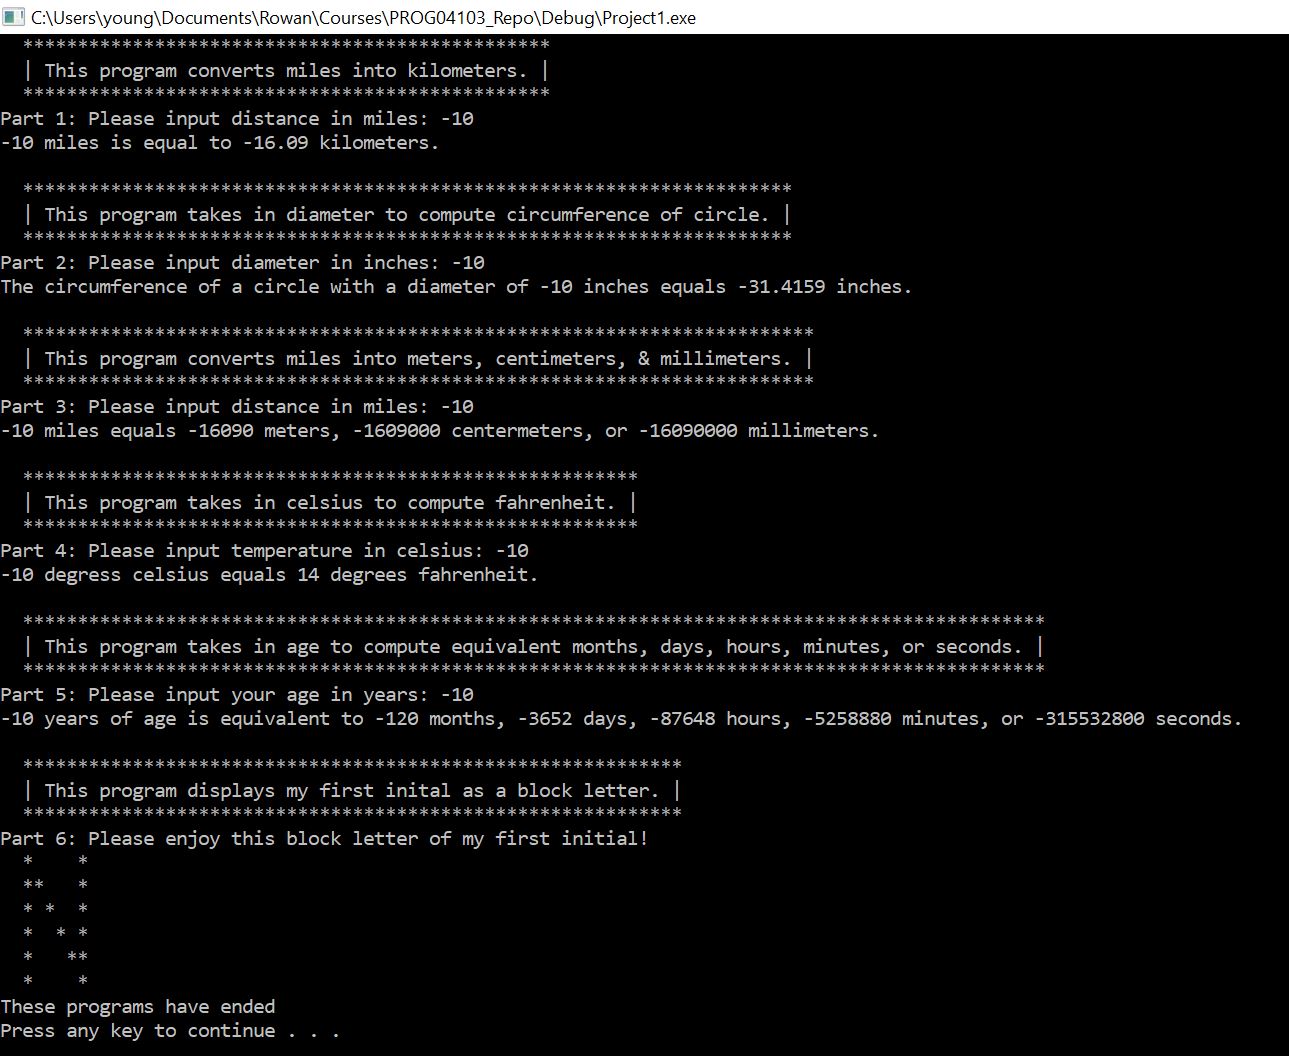 C:\Users\young\Documents\Rowan\Courses\PROG04103_Repo\Debug\Project1.exe
************************************************
| This program converts miles into kilometers. |
************************************************
Part 1: Please input distance in miles: -10
-10 miles is equal to -16.09 kilometers.
**********************************************************************
| This program takes in diameter to compute circumference of circle. |
**********************************************************************
Part 2: Please input diameter in inches: -10
The circumference of a circle with a diameter of -10 inches equals -31.4159 inches.
************************************************************************
| This program converts miles into meters, centimeters, & millimeters. |
************************************************************************
Part 3: Please input distance in miles: -10
-10 miles equals -16090 meters, -1609000 centermeters, or -16090000 millimeters.
********************************************************
| This program takes in celsius to compute fahrenheit. |
********************************************************
Part 4: Please input temperature in celsius: -10
-10 degress celsius equals 14 degrees fahrenheit.
*********************************************************************************************
| This program takes in age to compute equivalent months, days, hours, minutes, or seconds. |
*********************************************************************************************
Part 5: Please input your age in years: -10
-10 years of age is equivalent to -120 months, -3652 days, -87648 hours, -5258880 minutes, or -315532800 seconds.
************************************************************
| This program displays my first inital as a block letter. |
************************************************************
Part 6: Please enjoy this block letter of my first initial!
*    *
**   *
* *  *
*  * *
*   **
*    *
These programs have ended
Press any key to continue . . .